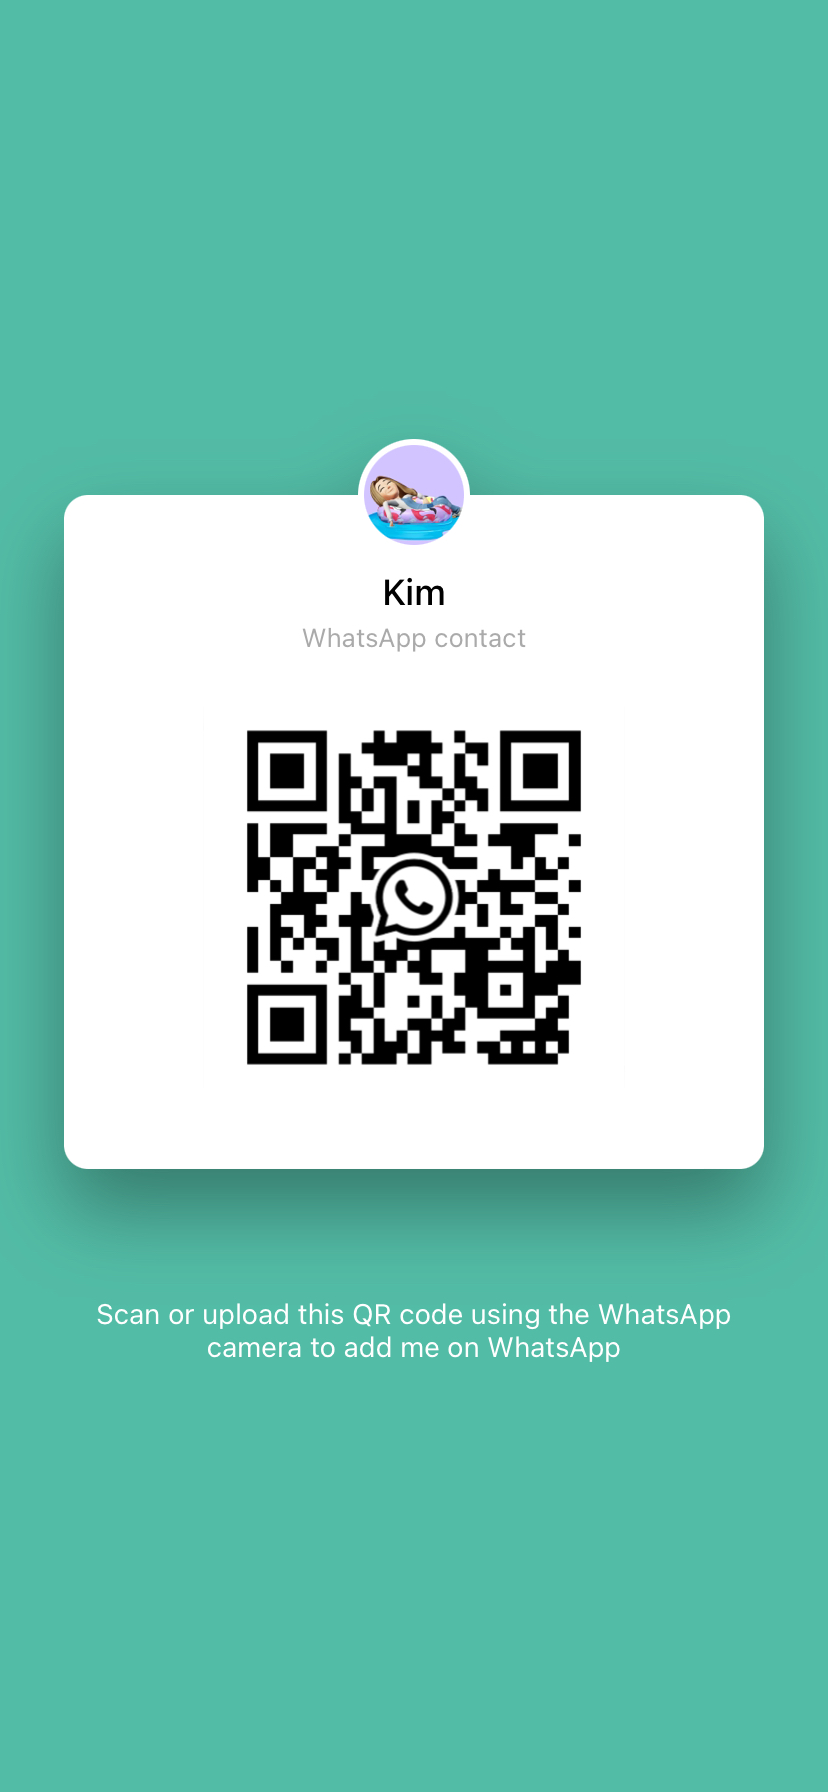 Kim
WhatsApp contact
Scan or upload this QR code using the WhatsApp
camera to add me on WhatsApp